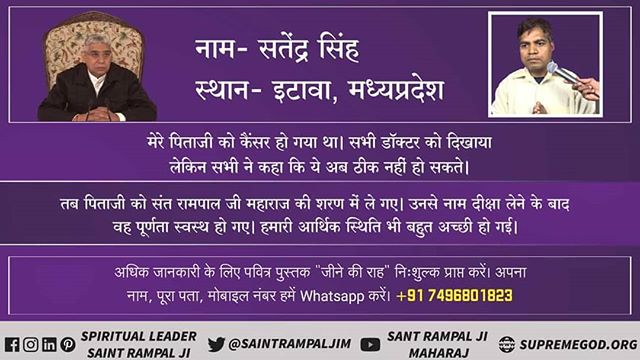 नाम- सतेंद्र सिंह
स्थान- इटावा, मध्यप्रदेश
मेरे पिताजी को कैंसर हो गया था। सभी डॉक्टर को दिखाया
लेकिन सभी ने कहा कि ये अब ठीक नहीं हो सकते।
तब पिताजी को संत रामपाल जी महाराज की शरण में ले गए। उनसे नाम दीक्षा लेने के बाद
वह पूर्णता स्वस्थ हो गए। हमारी आर्थिक स्थिति भी बहुत अच्छी हो गई।
अधिक जानकारी के लिए पवित्र पुस्तक "जीने की राह" निःशुल्क प्राप्त करें। अपना
नाम, पूरा पता, मोबाइल नंबर हमें Whatsapp करें। +91 7496801823
SPIRITUAL LEADER
SAINT RAMPAL JI
@SAINTRAMPALJIM
SANT RAMPAL JI
MAHARAJ
SUPREMEGOD.ORG